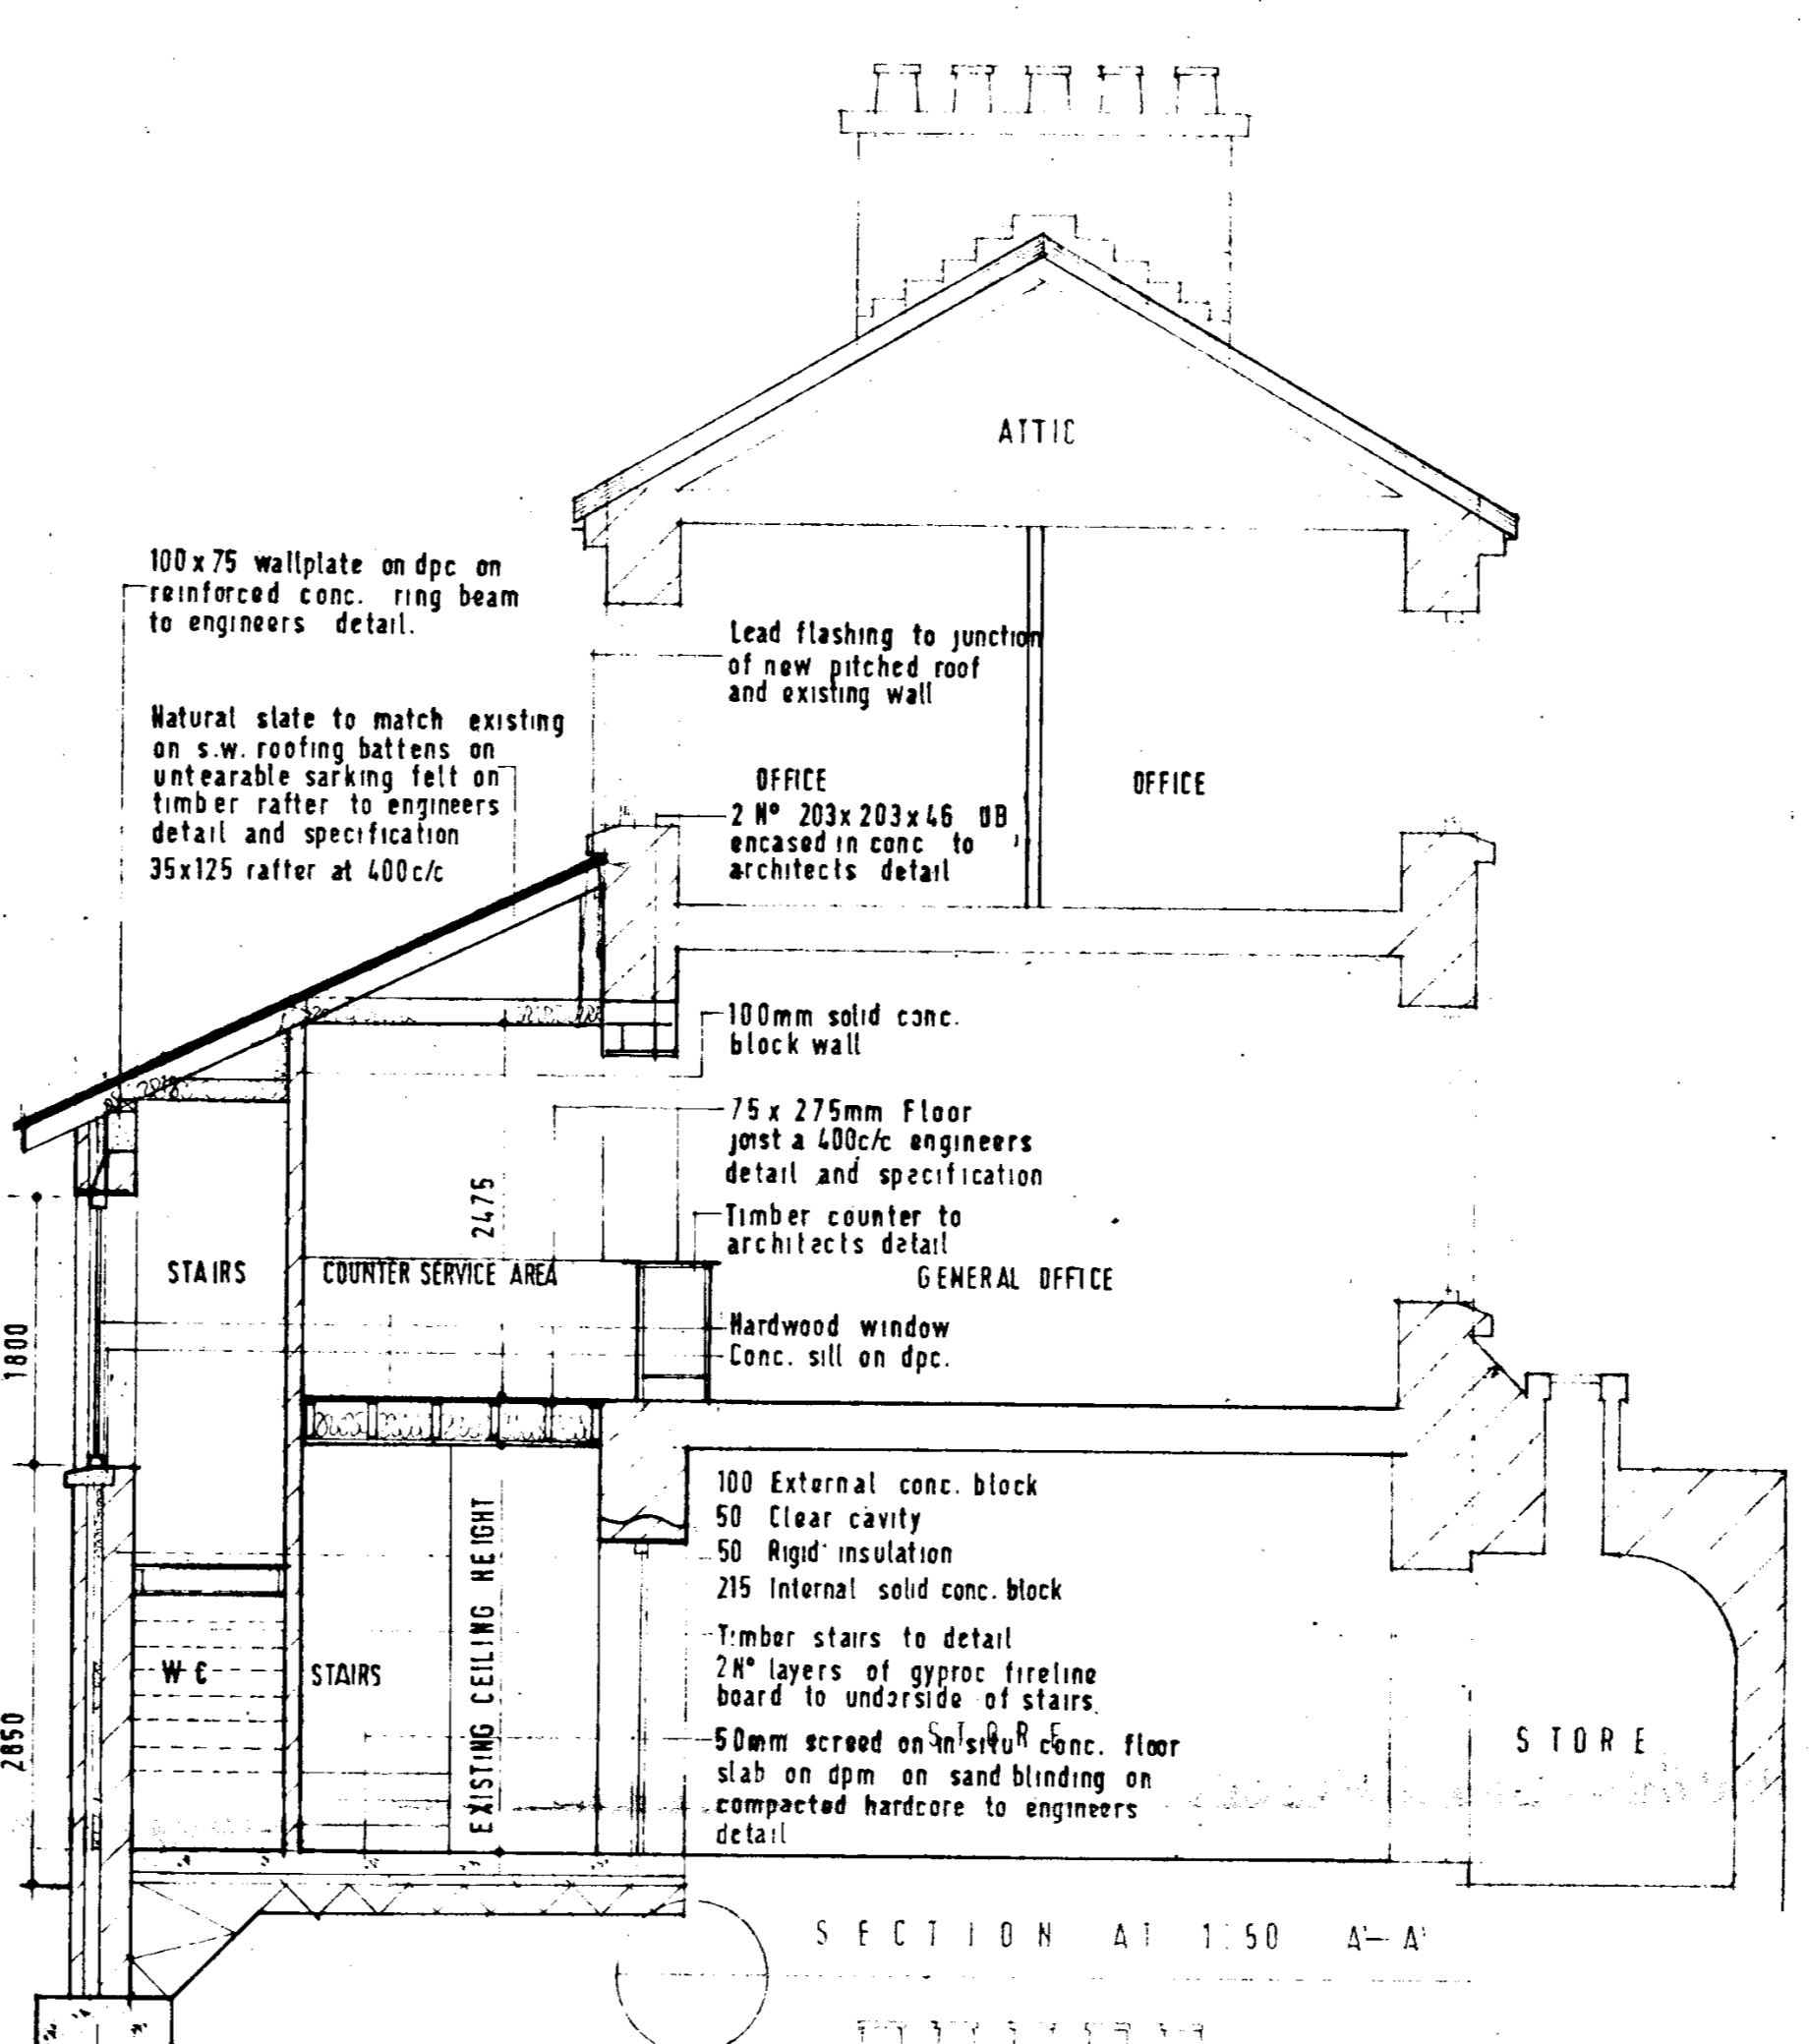 ATTIC
100x75 wallplate on dpc on
reinforced conc. ring beam
to engineers detail.
Lead flashing to junction
of new pitched roof
and existing wall
Natural slate to match existing
on s.w. roofing battens on
untearable sarking felt on
timber rafter to engineers
detail and specification
35x125 rafter at 400c/c
OFFICE
OFFICE
2 Nº 203x203x46 UB
encased in conc to
architects detail
100mm solid conc.
block wall
75 x 275mm Floor
joist a 400c/c engineers
detail and specification
2475
Timber counter to
architects detail
STAIRS
COUNTER SERVICE AREA
GENERAL OFFICE
Hardwood window
Conc. sill on dpc.
1800
100 External conc. block
50 Clear cavity
50 Rigid insulation
215 Internal solid conc. block
EXISTING CEILING HEIGHT
Timber stairs to detail
2Nº layers of gyproc fireline
board to underside of stairs.
WC
STAIRS
2850
STORE
50mm screed on in situ conc. floor
slab on dpm on sand blinding on
compacted hardcore to engineers
detail
STORE
SECTION AT 1:50 A-A